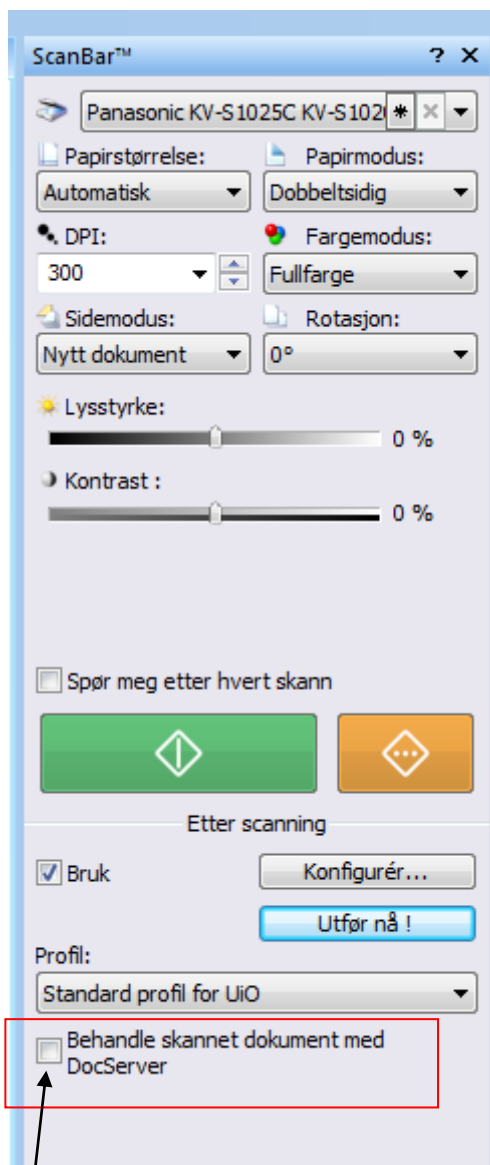 ScanBar™ ? X
Panasonic KV-S1025C KV-S102
Papirstørrelse: Papirmodus:
Automatisk Dobbeltsidig
DPI: Fargemodus:
300 Fullfarge
Sidemodus: Rotasjon:
Nytt dokument 0°
Lysstyrke:
0 %
Kontrast :
0 %
Spør meg etter hvert skann
Etter scanning
Bruk Konfigurér...
Utfør nå !
Profil:
Standard profil for UiO
Behandle skannet dokument med
DocServer